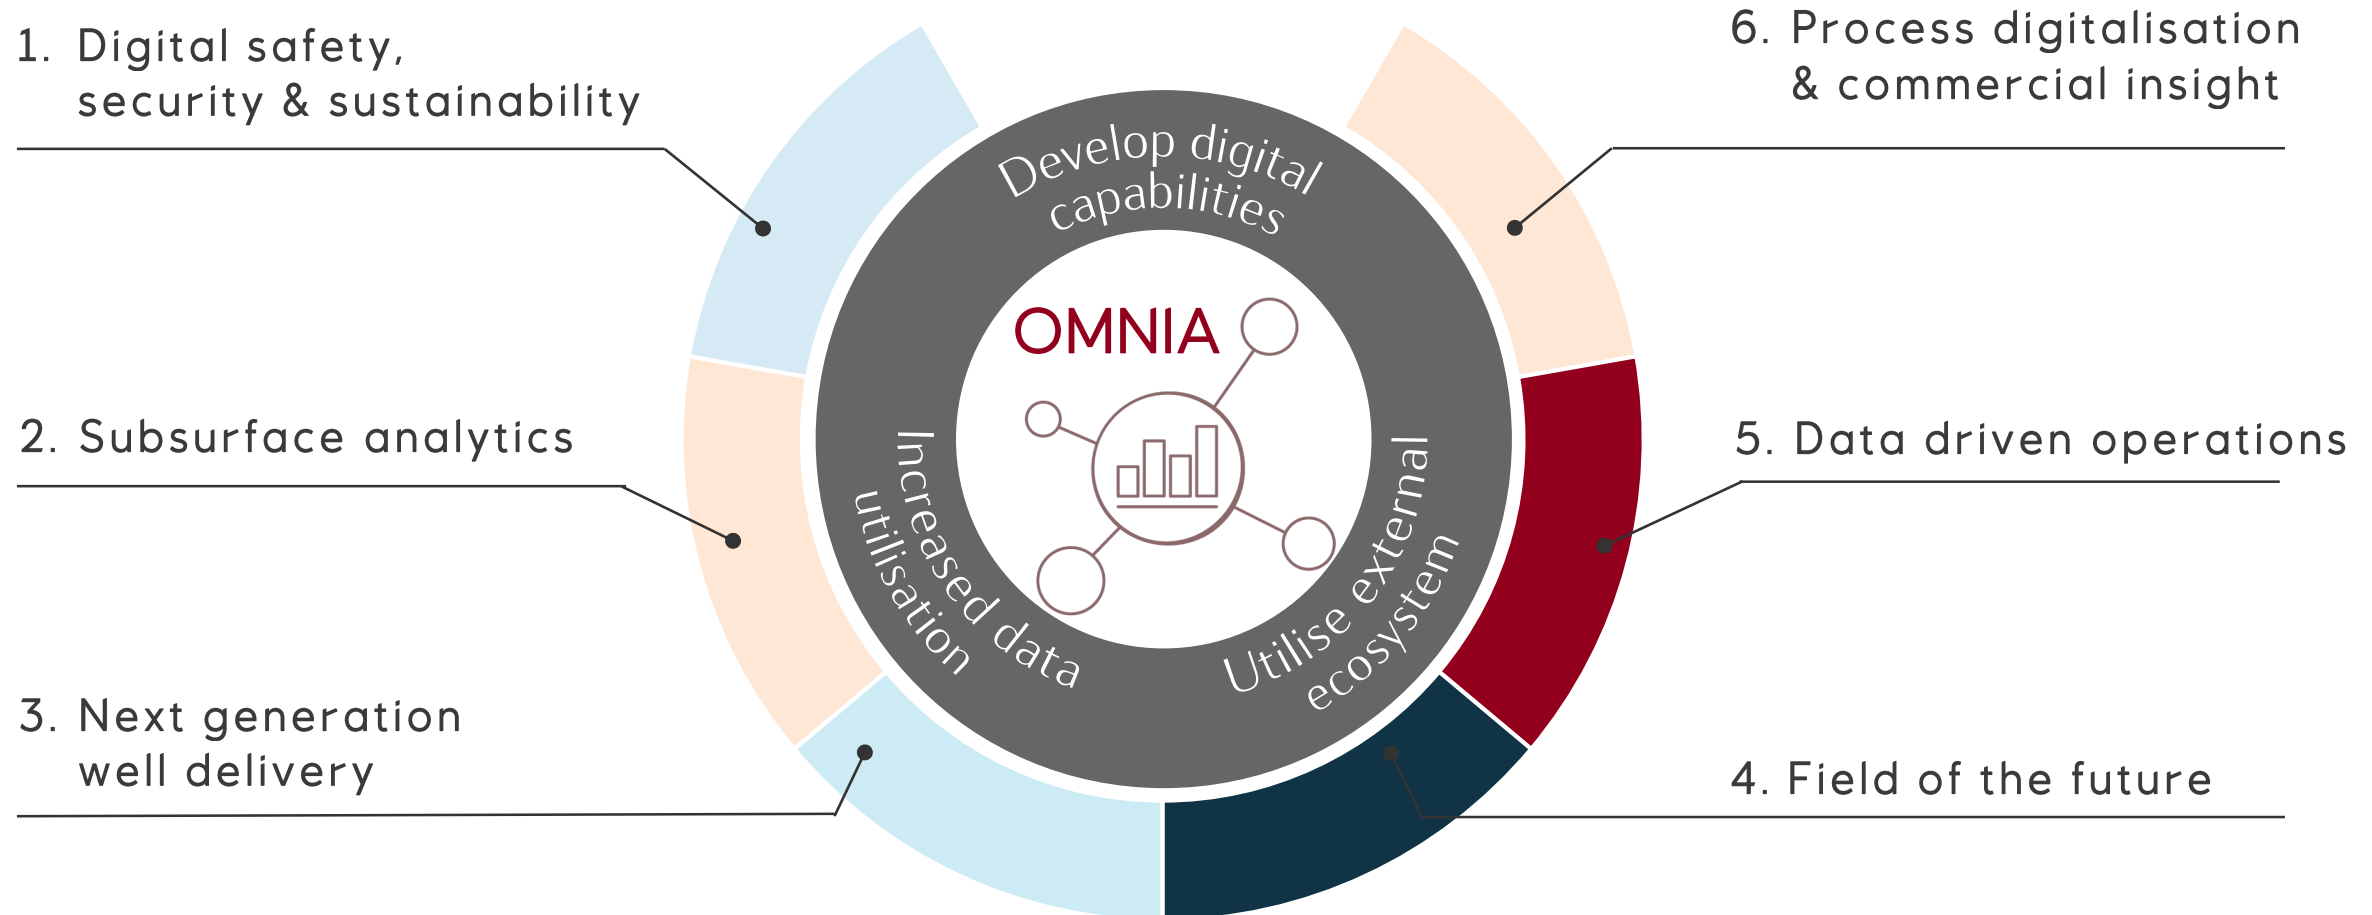 1. Digital safety,
security & sustainability
2. Subsurface analytics
3. Next generation
well delivery
Develop digital
capabilities
OMNIA
Increased data
utilisation
Utilise external
ecosystem
6. Process digitalisation
& commercial insight
5. Data driven operations
4. Field of the future